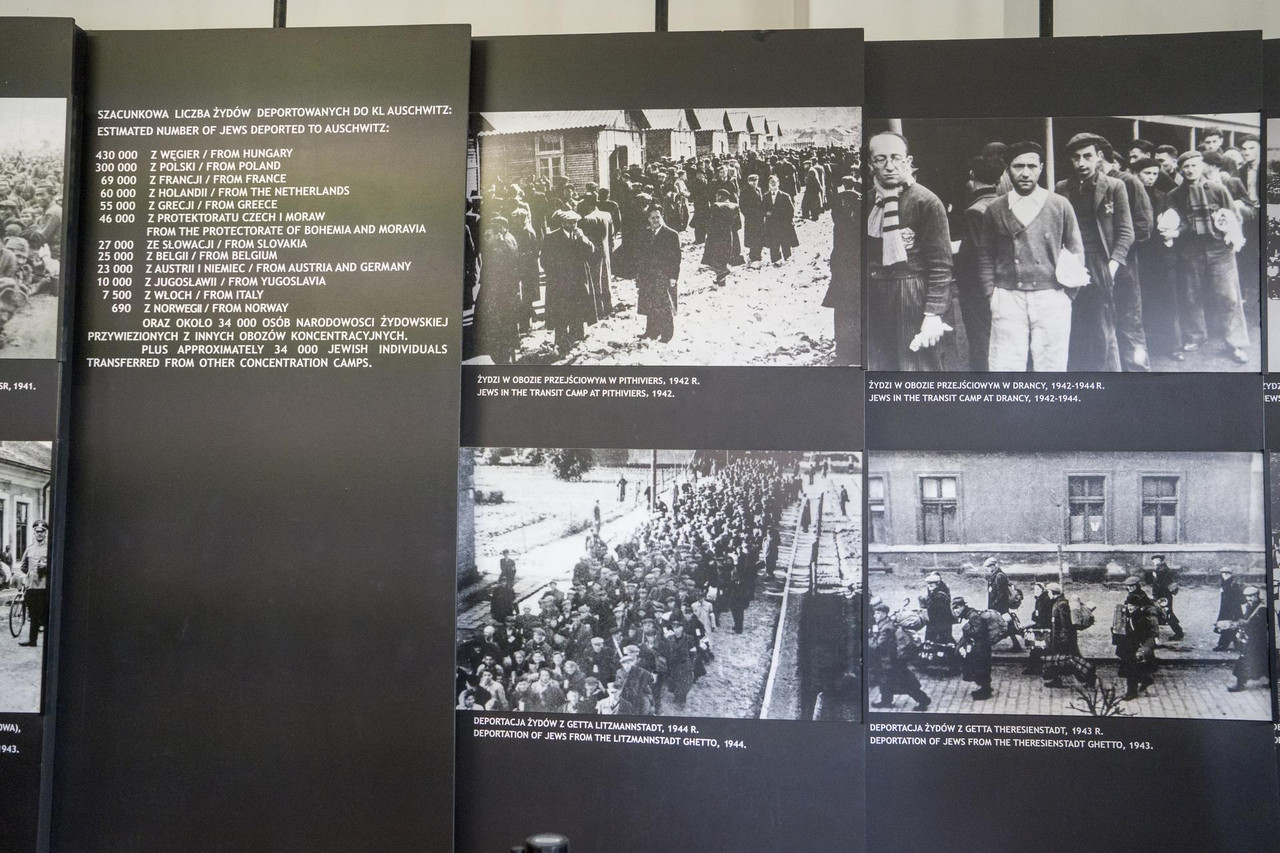 SZACUNKOWA LICZBA ŻYDÓW DEPORTOWANYCH DO KL AUSCHWITZ:
ESTIMATED NUMBER OF JEWS DEPORTED TO AUSCHWITZ:
430 000 Z WĘGIER / FROM HUNGARY
300 000 Z POLSKI / FROM POLAND
69 000 Z FRANCJI / FROM FRANCE
60 000 Z HOLANDII / FROM THE NETHERLANDS
55 000 Z GRECJI / FROM GREECE
46 000 Z PROTEKTORATU CZECH I MORAW
FROM THE PROTECTORATE OF BOHEMIA AND MORAVIA
27 000 ZE SŁOWACJI / FROM SLOVAKIA
25 000 Z BELGII / FROM BELGIUM
23 000 Z AUSTRII I NIEMIEC / FROM AUSTRIA AND GERMANY
10 000 Z JUGOSŁAWII / FROM YUGOSLAVIA
7 500 Z WŁOCH / FROM ITALY
690 Z NORWEGII / FROM NORWAY
ORAZ OKOŁO 34 000 OSÓB NARODOWOSCI ŻYDOWSKIEJ
PRZYWIEZIONYCH Z INNYCH OBOZÓW KONCENTRACYJNYCH.
PLUS APPROXIMATELY 34 000 JEWISH INDIVIDUALS
TRANSFERRED FROM OTHER CONCENTRATION CAMPS.
SR, 1941.
OWA),
1943.
ŻYDZI W OBOZIE PRZEJŚCIOWYM W PITHIVIERS, 1942 R.
JEWS IN THE TRANSIT CAMP AT PITHIVIERS, 1942.
ŻYDZI W OBOZIE PRZEJŚCIOWYM W DRANCY, 1942-1944 R.
JEWS IN THE TRANSIT CAMP AT DRANCY, 1942-1944.
DEPORTACJA ŻYDÓW Z GETTA LITZMANNSTADT, 1944 R.
DEPORTATION OF JEWS FROM THE LITZMANNSTADT GHETTO, 1944.
DEPORTACJA ŻYDÓW Z GETTA THERESIENSTADT, 1943 R.
DEPORTATION OF JEWS FROM THE THERESIENSTADT GHETTO, 1943.